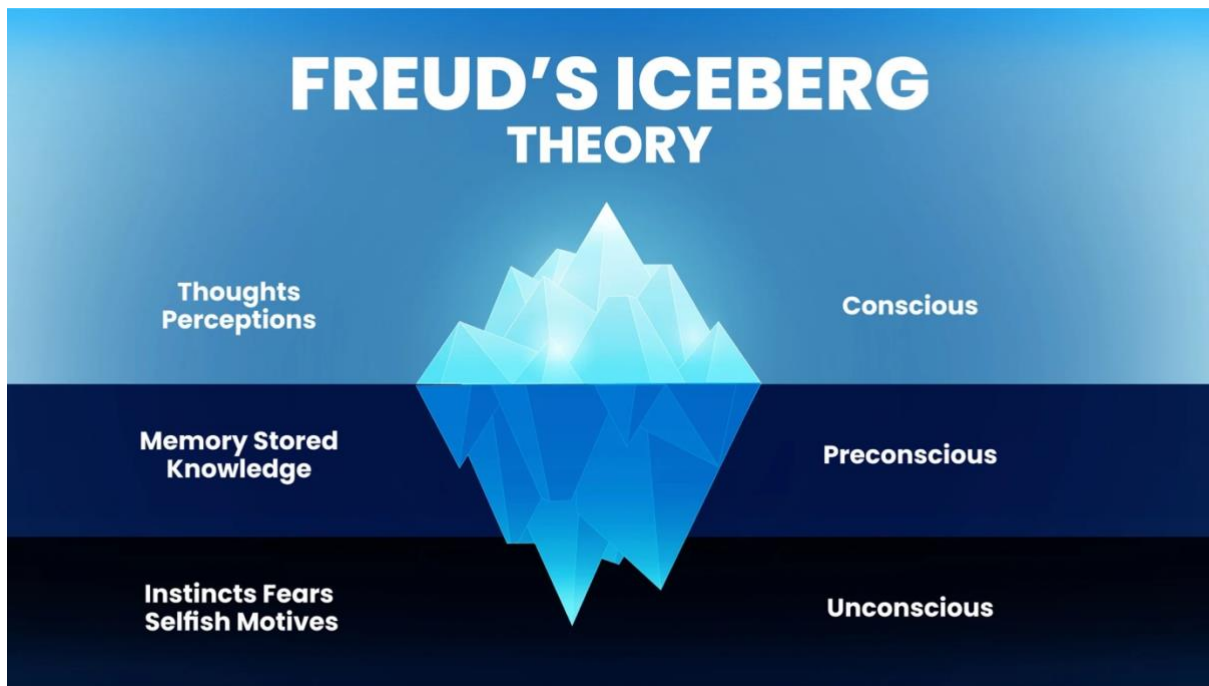 FREUD'S ICEBERG
THEORY
Thoughts
Perceptions
Conscious
Memory Stored
Knowledge
Preconscious
Instincts Fears
Selfish Motives
Unconscious